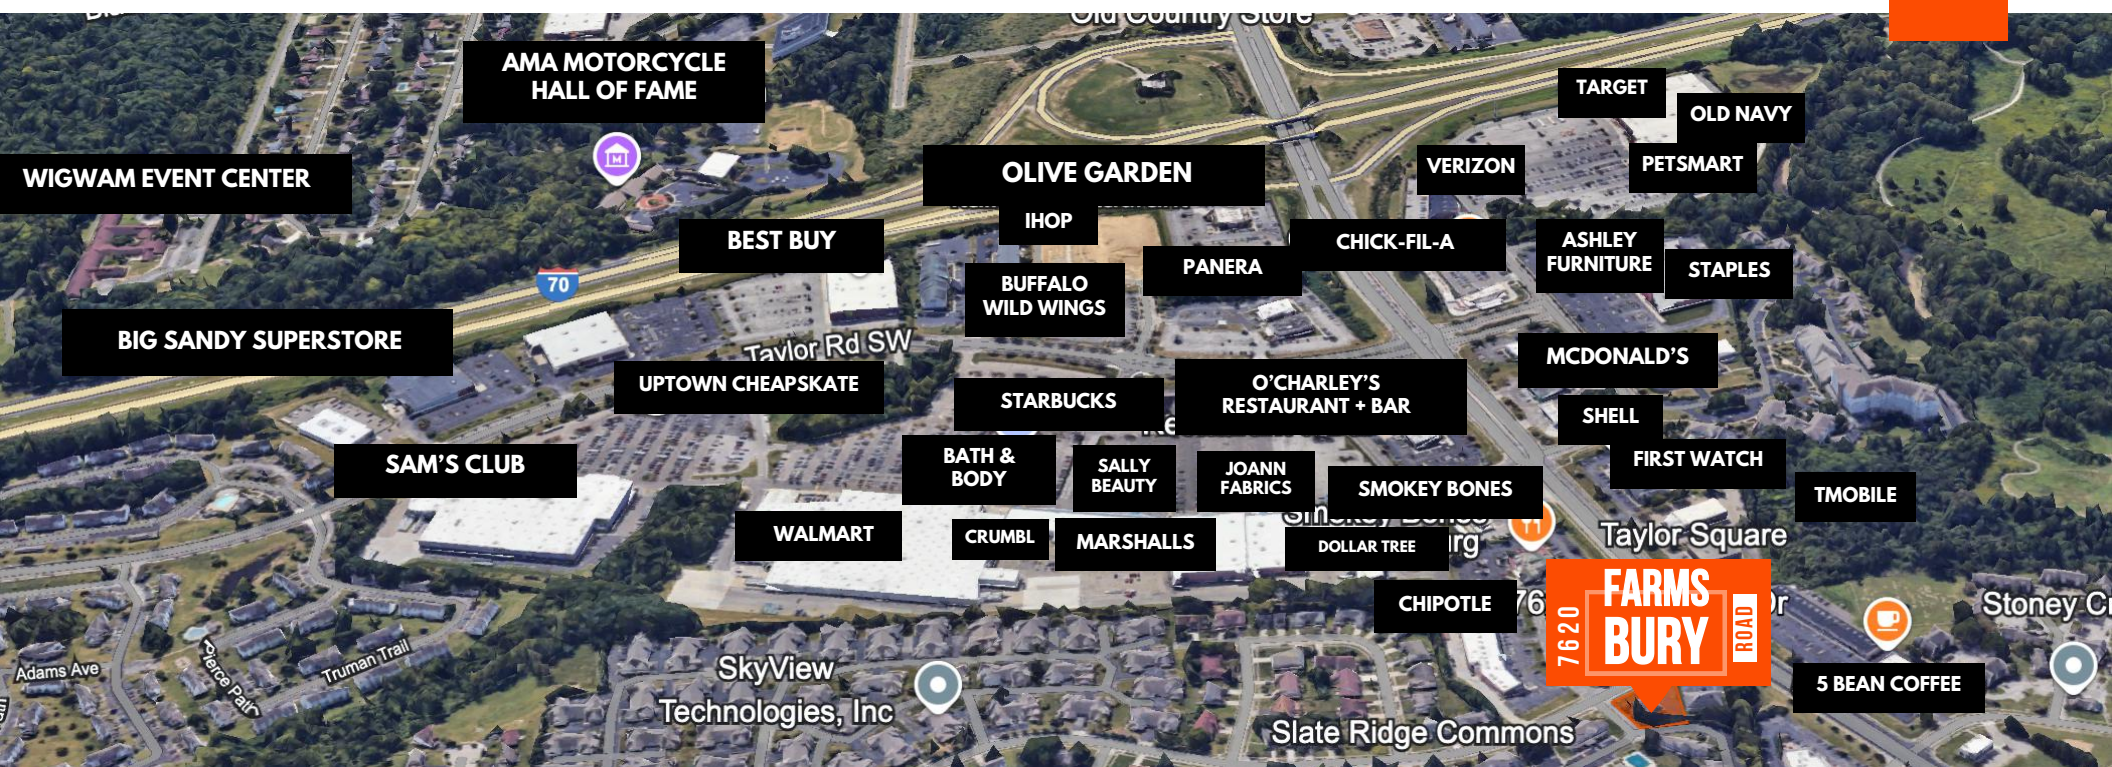 Old Country Store
AMA MOTORCYCLE
HALL OF FAME
TARGET
OLD NAVY
WIGWAM EVENT CENTER
OLIVE GARDEN
VERIZON
PETSMART
IHOP
BEST BUY
CHICK-FIL-A
ASHLEY
FURNITURE
STAPLES
PANERA
BUFFALO
WILD WINGS
70
BIG SANDY SUPERSTORE
Taylor Rd SW
MCDONALD'S
UPTOWN CHEAPSKATE
STARBUCKS
O'CHARLEY'S
RESTAURANT + BAR
SHELL
SAM'S CLUB
BATH &
BODY
SALLY
BEAUTY
JOANN
FABRICS
SMOKEY BONES
FIRST WATCH
TMOBILE
Smokey Bones
WALMART
CRUMBL
MARSHALLS
DOLLAR TREE
Taylor Square
CHIPOTLE
7620
FARMS
BURY
ROAD
5 BEAN COFFEE
Adams Ave
Pierce Path
Truman Trail
SkyView
Technologies, Inc
Slate Ridge Commons